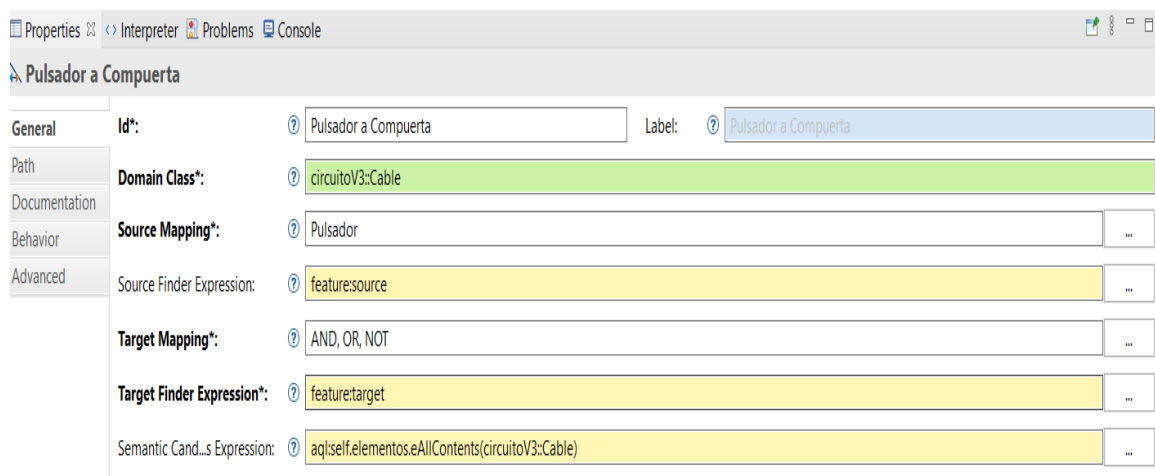 Properties Interpreter Problems Console
Pulsador a Compuerta
General Id*: Pulsador a Compuerta Label: Pulsador a Compuerta
Path
Domain Class*: circuitoV3::Cable
Documentation
Source Mapping*: Pulsador ...
Behavior
Advanced
Source Finder Expression: feature:source ...
Target Mapping*: AND, OR, NOT ...
Target Finder Expression*: feature:target ...
Semantic Cand...s Expression: aql:self.elementos.eAllContents(circuitoV3::Cable) ...